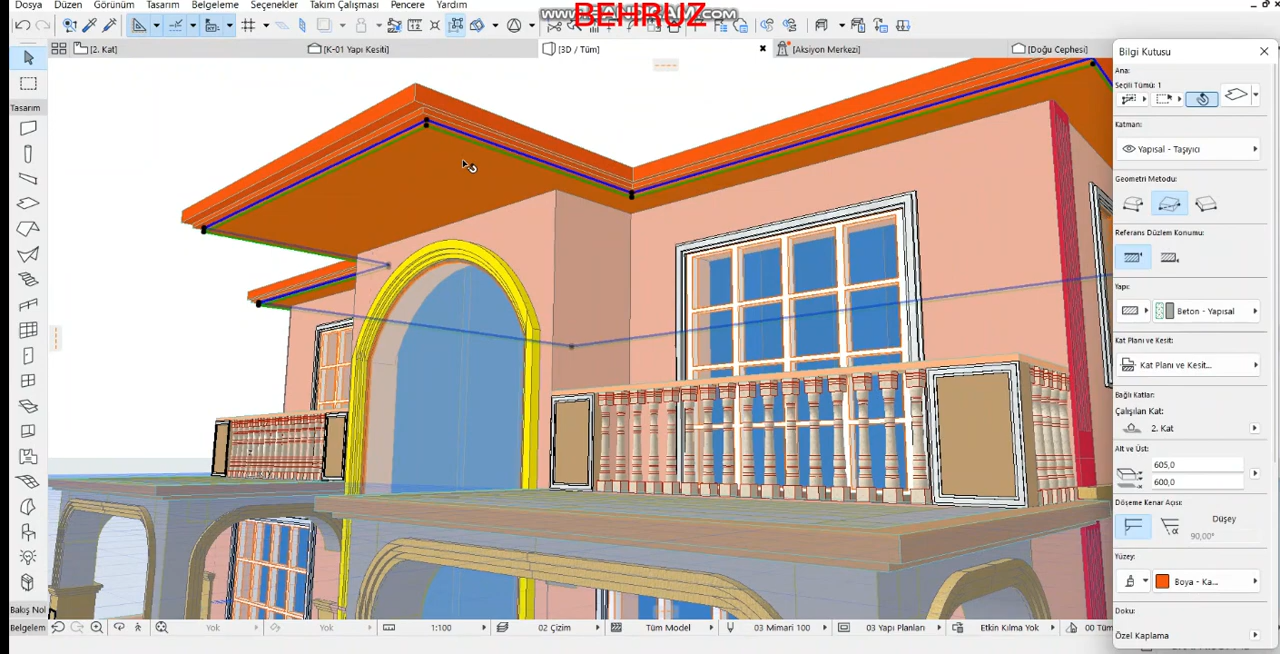 Dosya Düzen Görünüm Tasarım Belgeleme Seçenekler Takım Çalışması Pencere Yardım
BEHRUZ
[2. Kat] [K-01 Yapı Kesiti] [3D / Tüm] [Aksiyon Merkezi] [Doğu Cephesi]
Tasarım
Bilgi Kutusu
Ana:
Seçili Tümü: 1
Katman:
Yapısal - Taşıyıcı
Geometri Metodu:
Referans Düzlem Konumu:
Yapı:
Beton - Yapısal
Kat Planı ve Kesit:
Kat Planı ve Kesit...
Bağlı Katlar:
Çalışılan Kat:
2. Kat
Alt ve Üst:
605,0
600,0
Döşeme Kenar Açısı:
Düşey
90,00°
Yüzey:
Boya - Ka...
Doku:
Özel Kaplama
Bakış Nol
Belgelem
Yok Yok 1:100 02 Çizim Tüm Model 03 Mimari 100 03 Yapı Planları Etkin Kılma Yok 00 Tüm